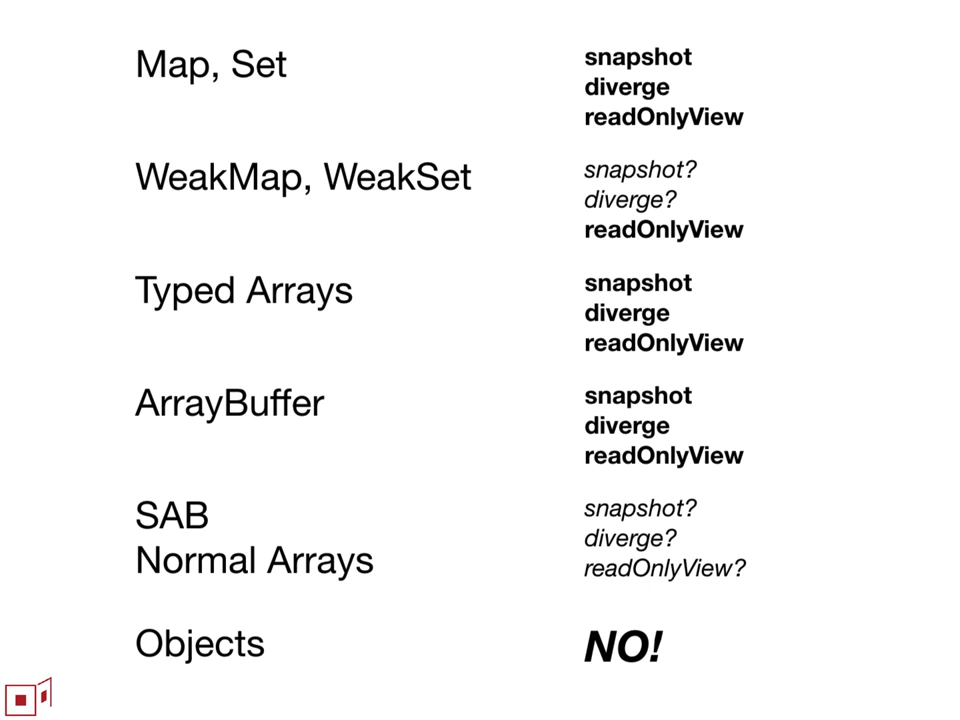 Map, Set
snapshot
diverge
readOnlyView
WeakMap, WeakSet
snapshot?
diverge?
readOnlyView
Typed Arrays
snapshot
diverge
readOnlyView
ArrayBuffer
snapshot
diverge
readOnlyView
SAB
Normal Arrays
snapshot?
diverge?
readOnlyView?
Objects
NO!